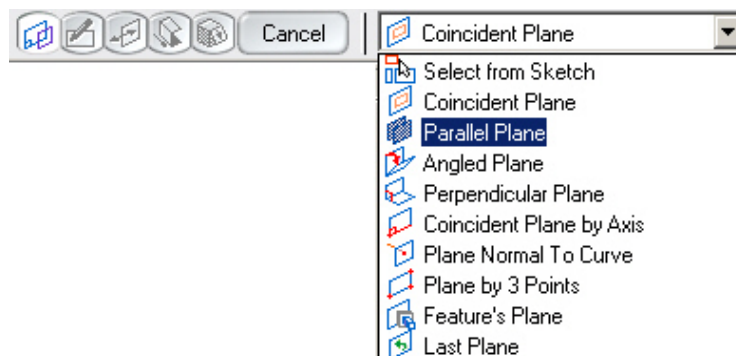 Cancel Coincident Plane
Select from Sketch
Coincident Plane
Parallel Plane
Angled Plane
Perpendicular Plane
Coincident Plane by Axis
Plane Normal To Curve
Plane by 3 Points
Feature's Plane
Last Plane